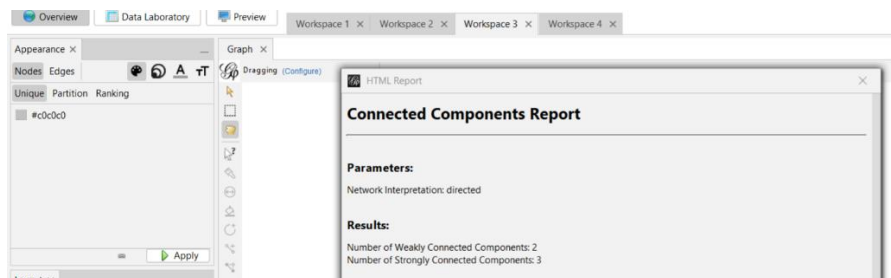 Overview Data Laboratory Preview
Workspace 1 × Workspace 2 × Workspace 3 × Workspace 4 ×
Appearance × Graph ×
Nodes Edges Dragging (Configure)
Unique Partition Ranking
#c0c0c0
Apply
HTML Report
Connected Components Report
Parameters:
Network Interpretation: directed
Results:
Number of Weakly Connected Components: 2
Number of Strongly Connected Components: 3